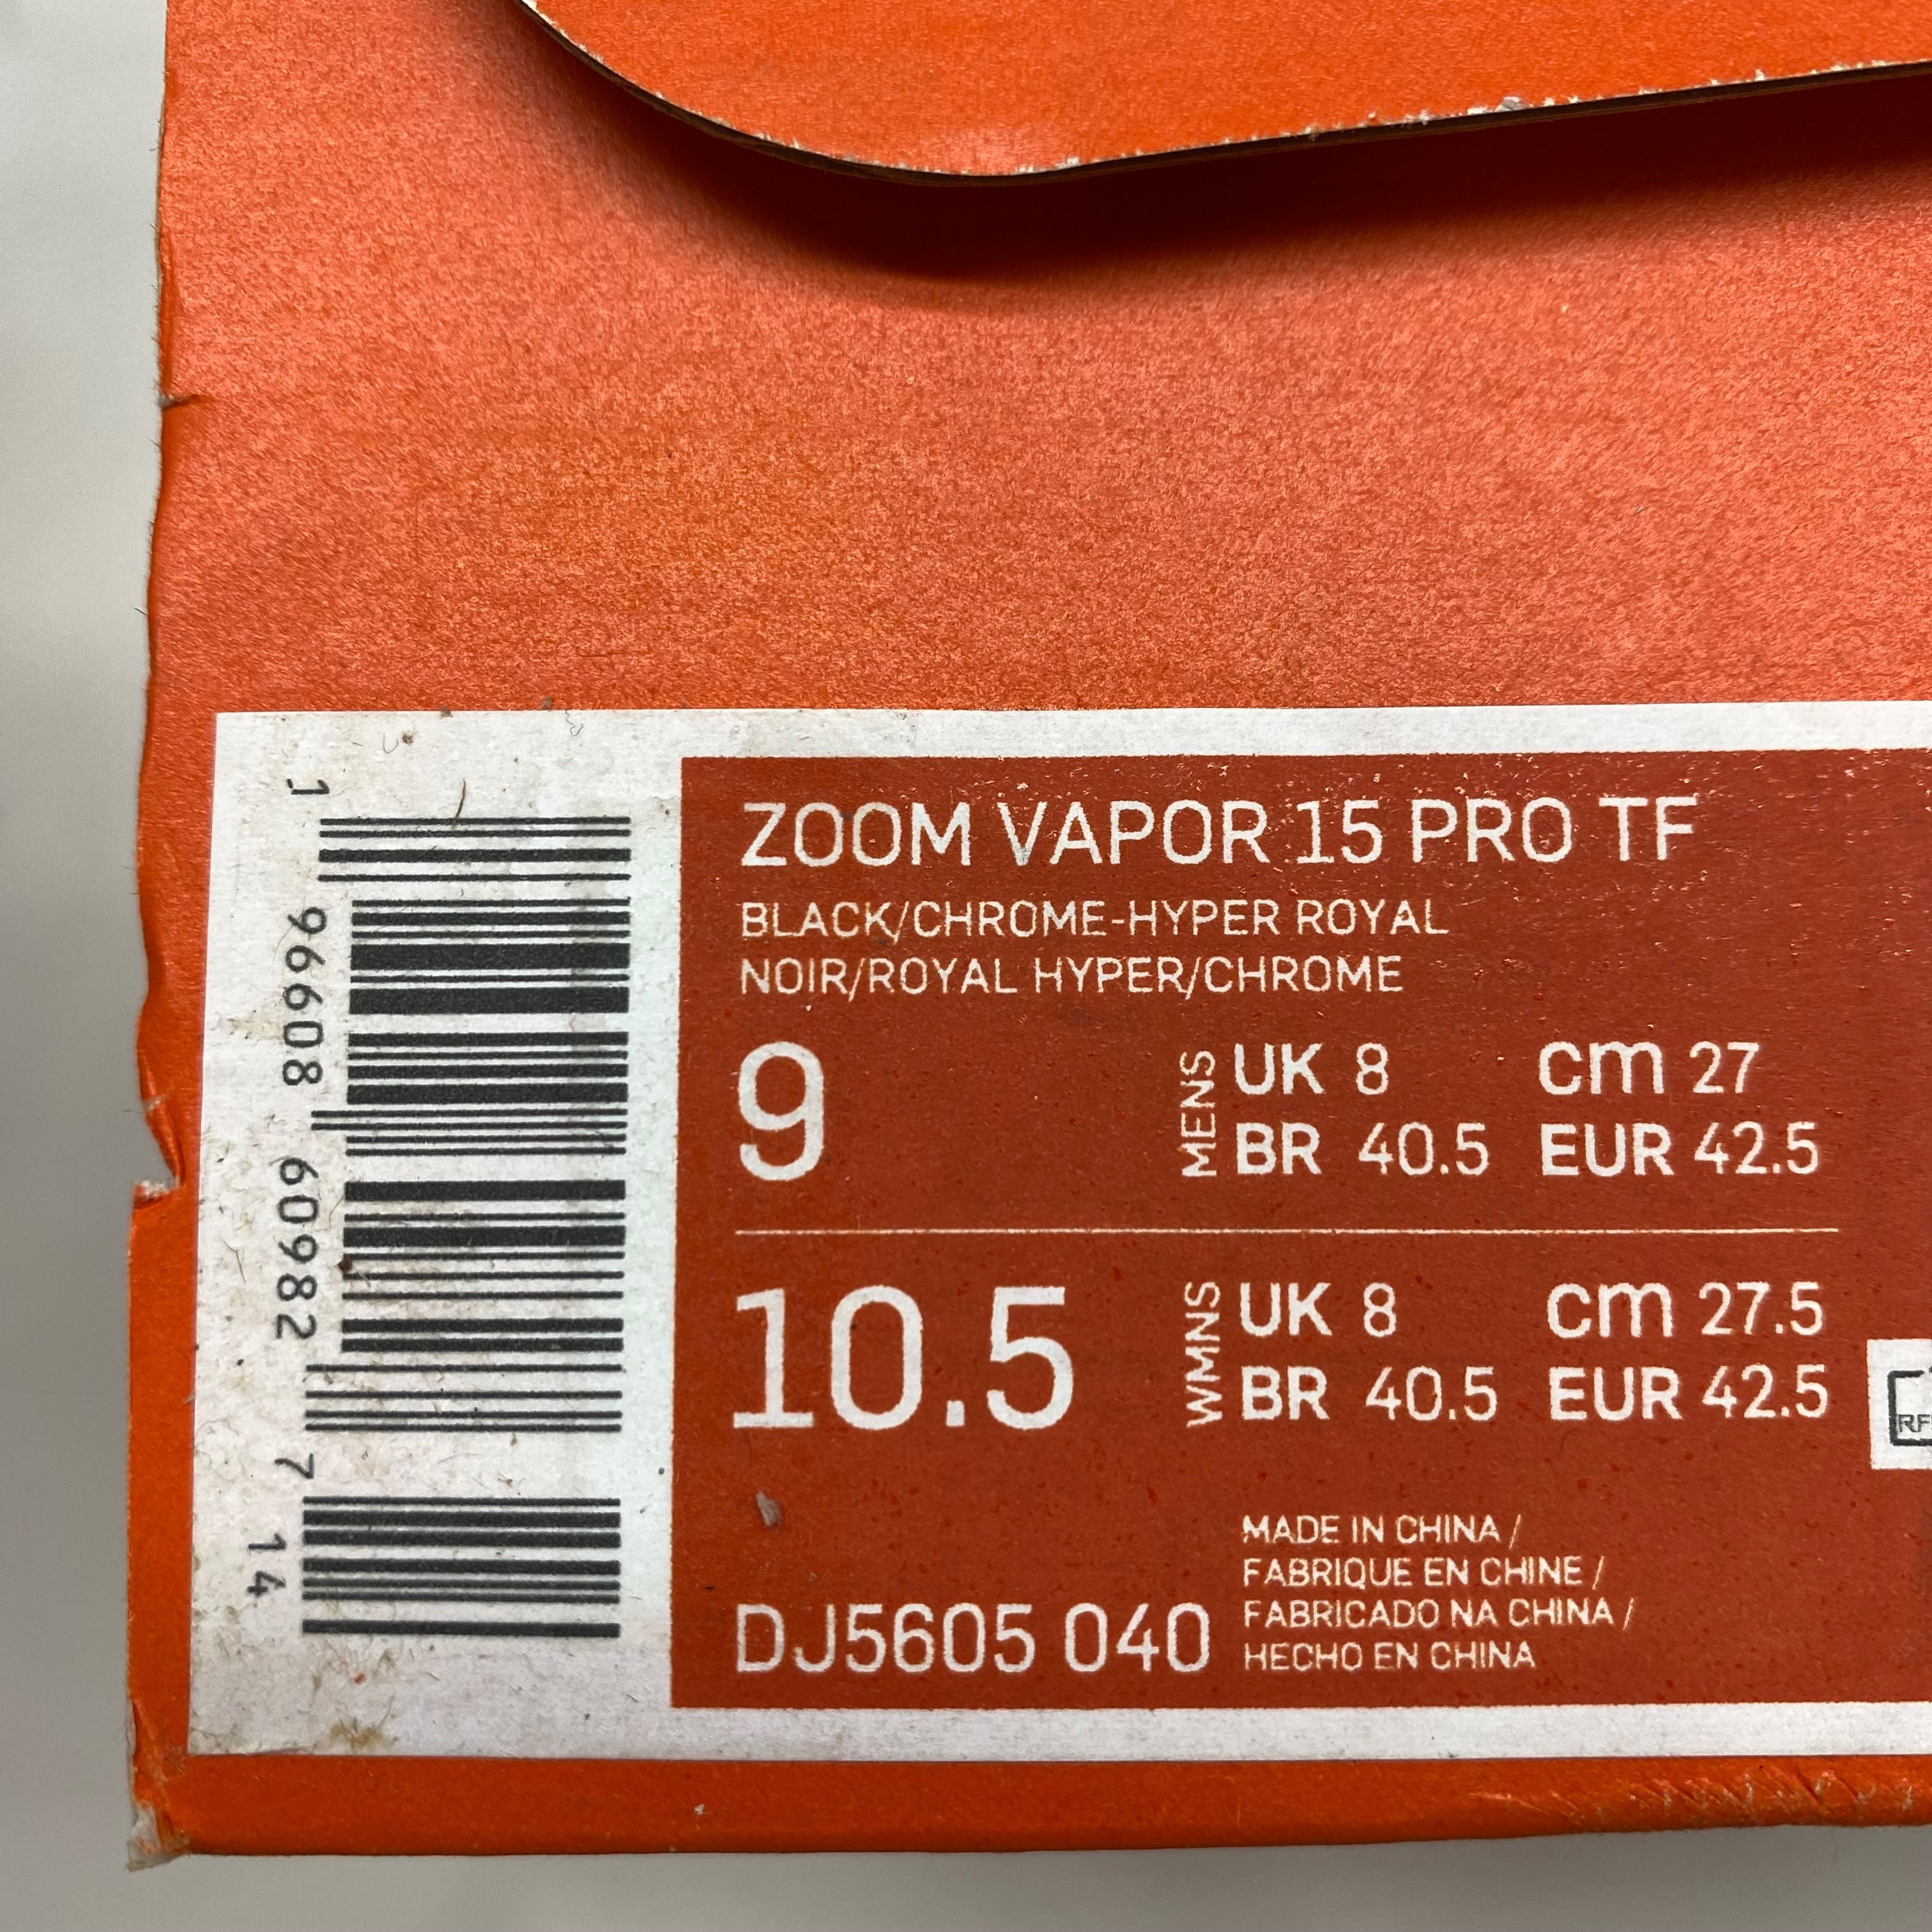 1 96608 60982 7 14
ZOOM VAPOR 15 PRO TF
BLACK/CHROME-HYPER ROYAL
NOIR/ROYAL HYPER/CHROME
9 MENS UK 8 cm 27
BR 40.5 EUR 42.5
10.5 WMNS UK 8 cm 27.5
BR 40.5 EUR 42.5
MADE IN CHINA /
FABRIQUE EN CHINE /
FABRICADO NA CHINA /
HECHO EN CHINA
DJ5605 040